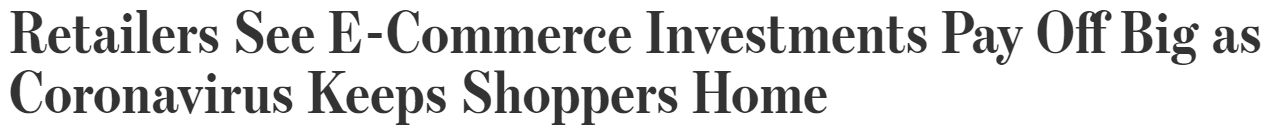 Retailers See E-Commerce Investments Pay Off Big as
Coronavirus Keeps Shoppers Home